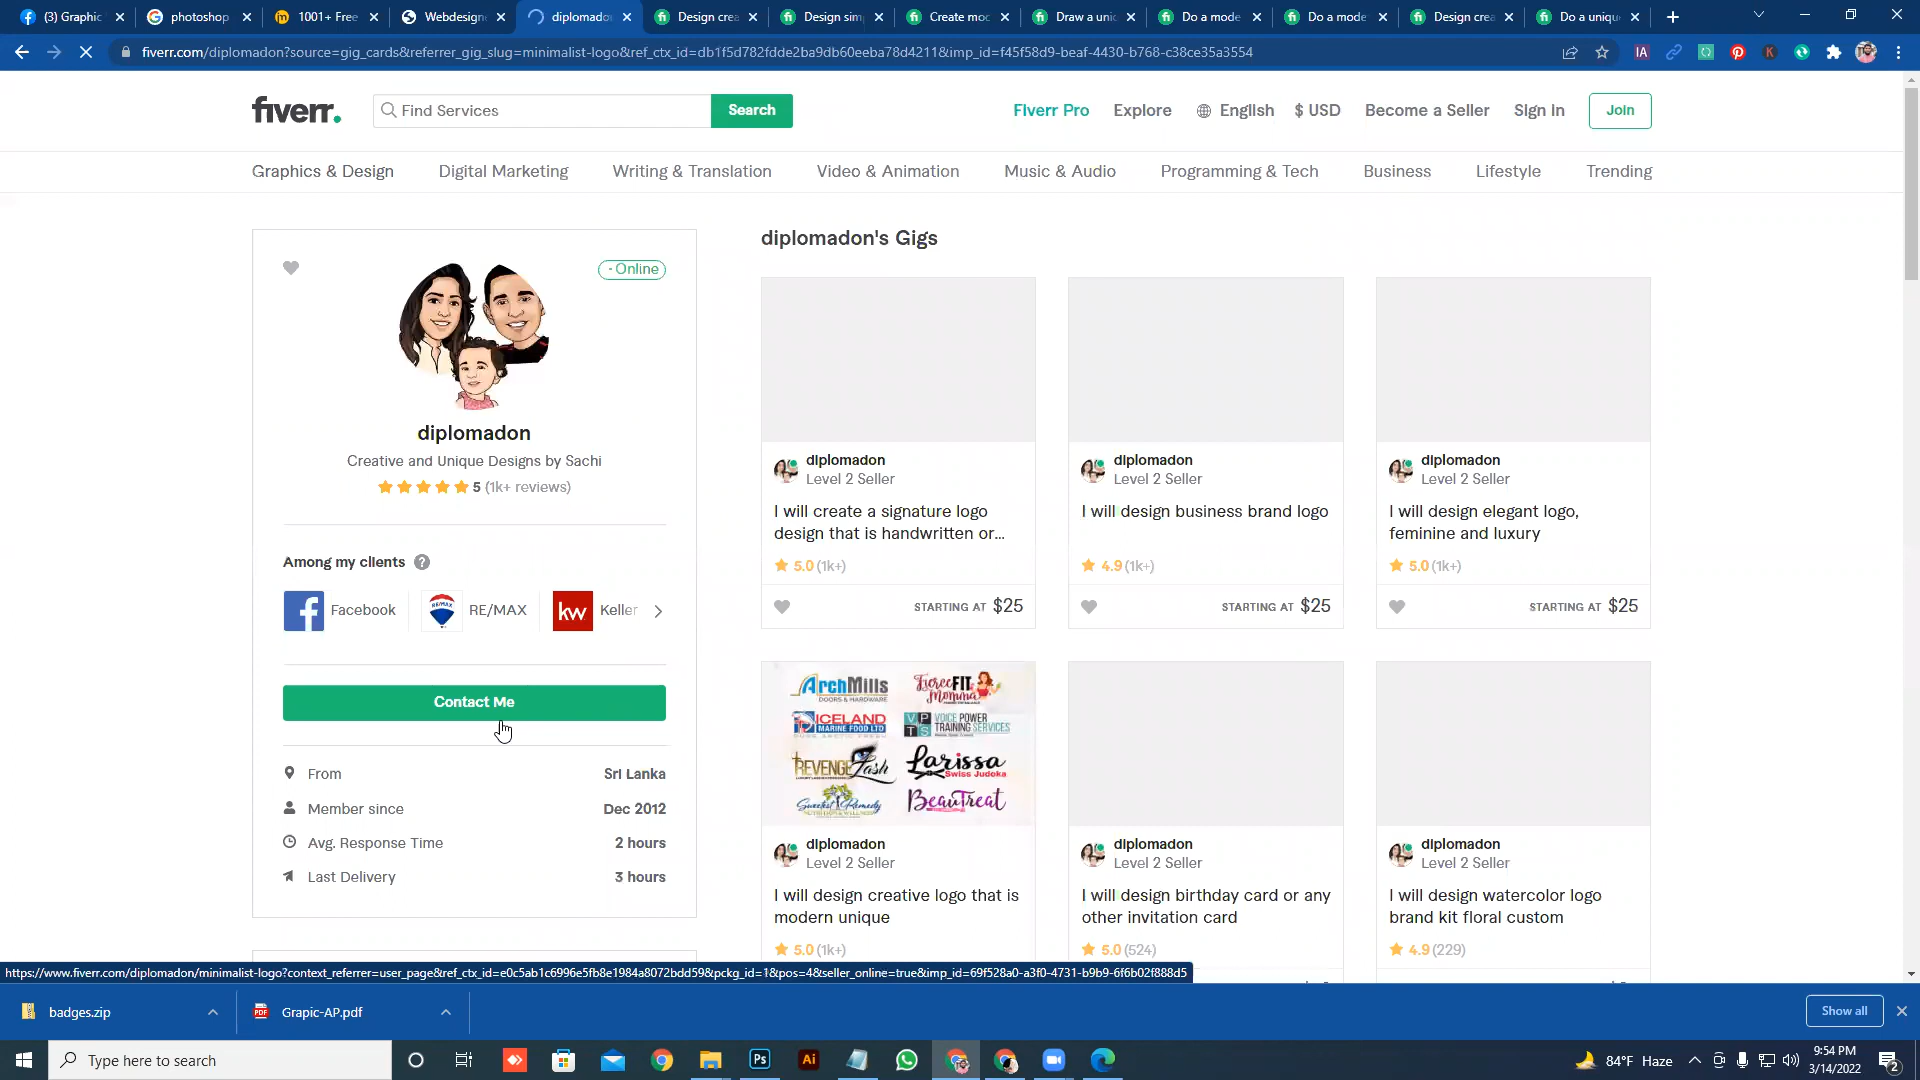 (3) Graphic
photoshop
1001+ Free
Webdesign
diplomado
Design crea
Design sim
Create moc
Draw a uni
Do a mode
Do a mode
Design crea
Do a uniqu
fiverr.com/diplomadon?source=gig_cards&referrer_gig_slug=minimalist-logo&ref_ctx_id=db1f5d782fdde2ba9db60eeba78d4211&imp_id=f45f58d9-beaf-4430-b768-c38ce35a3554
fiverr.
Find Services
Search
Fiverr Pro
Explore
English
$ USD
Become a Seller
Sign In
Join
Graphics & Design
Digital Marketing
Writing & Translation
Video & Animation
Music & Audio
Programming & Tech
Business
Lifestyle
Trending
Online
diplomadon
Creative and Unique Designs by Sachi
5 (1k+ reviews)
Among my clients ?
Facebook
RE/MAX
kw
Keller
Contact Me
From
Sri Lanka
Member since
Dec 2012
Avg. Response Time
2 hours
Last Delivery
3 hours
diplomadon's Gigs
diplomadon
Level 2 Seller
I will create a signature logo
design that is handwritten or...
5.0 (1k+)
STARTING AT $25
diplomadon
Level 2 Seller
I will design business brand logo
4.9 (1k+)
STARTING AT $25
diplomadon
Level 2 Seller
I will design elegant logo,
feminine and luxury
5.0 (1k+)
STARTING AT $25
ArchMills
DOORS & HARDWARE
FierceFIT
Momma
ICELAND
MARINE FOOD LTD
VPTS
VOICE POWER
TRAINING SERVICES
REVENGE Lash
Larissa
Swiss Judoka
Sweetest Remedy
BeauTreat
diplomadon
Level 2 Seller
I will design creative logo that is
modern unique
5.0 (1k+)
diplomadon
Level 2 Seller
I will design birthday card or any
other invitation card
5.0 (524)
diplomadon
Level 2 Seller
I will design watercolor logo
brand kit floral custom
4.9 (229)
https://www.fiverr.com/diplomadon/minimalist-logo?context_referrer=user_page&ref_ctx_id=e0c5ab1c6996e5fb8e1984a8072bdd59&pckg_id=1&pos=4&seller_online=true&imp_id=69f528a0-a3f0-4731-b9b9-6f6b02f888d5
badges.zip
Grapic-AP.pdf
Show all
Type here to search
Ps
Ai
84°F Haze
9:54 PM
3/14/2022
2